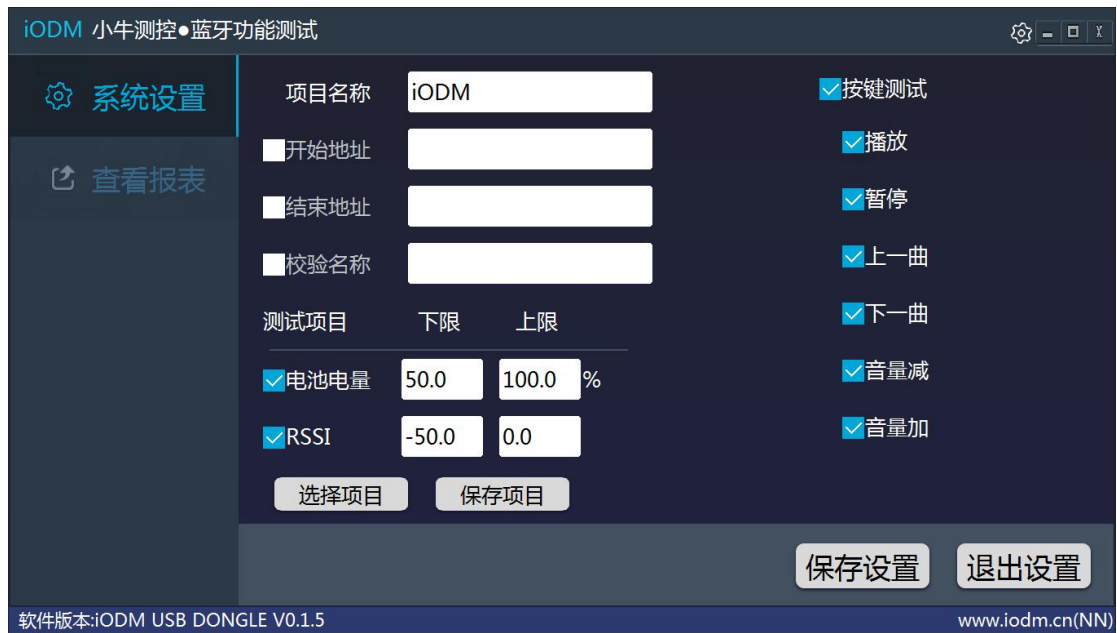 iODM 小牛测控●蓝牙功能测试
系统设置
查看报表
项目名称 iODM
开始地址
结束地址
校验名称
测试项目 下限 上限
电池电量 50.0 100.0 %
RSSI -50.0 0.0
选择项目 保存项目
按键测试
播放
暂停
上一曲
下一曲
音量减
音量加
保存设置 退出设置
软件版本:iODM USB DONGLE V0.1.5 www.iodm.cn(NN)